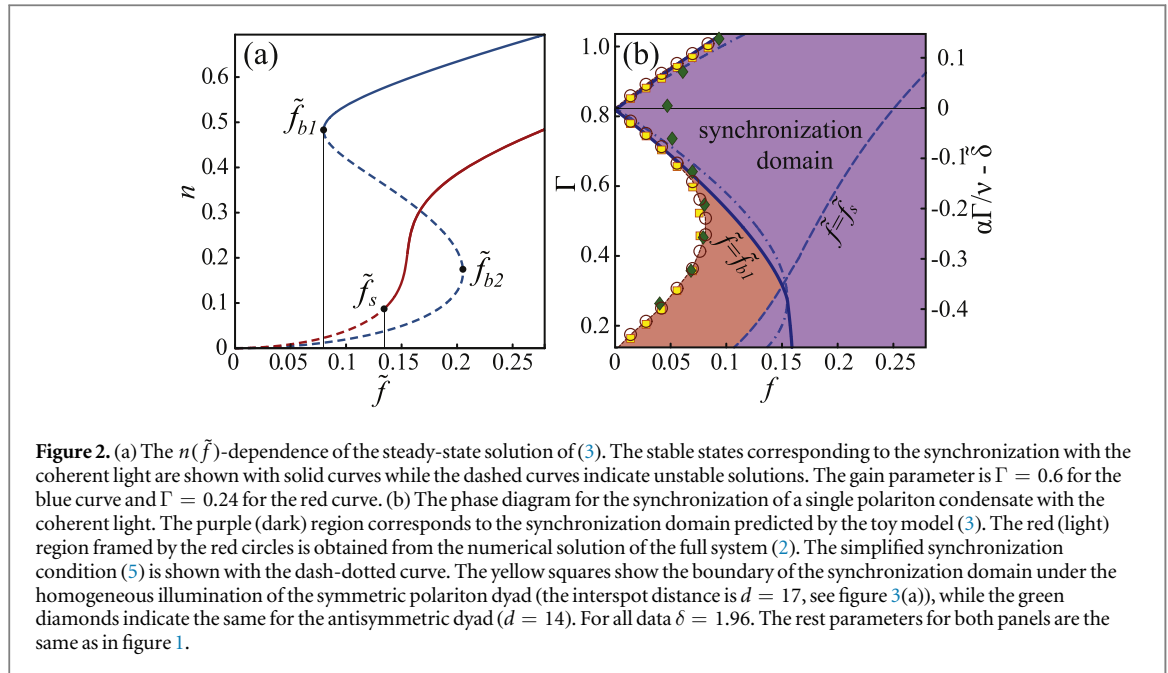 (a)
0.6
0.5
0.4
0.3
0.2
0.1
0
n
f̃b1
f̃b2
f̃s
0
0.05
0.1
0.15
0.2
0.25
f̃
(b)
1.0
0.8
0.6
0.4
0.2
Γ
synchronization
domain
f̃=f̃b1
f̃=f̃s
0
0.05
0.1
0.15
0.2
0.25
f
0.1
0
-0.1
-0.2
-0.3
-0.4
αΓ/ν - δ̃
Figure 2. (a) The n(f̃)-dependence of the steady-state solution of (3). The stable states corresponding to the synchronization with the
coherent light are shown with solid curves while the dashed curves indicate unstable solutions. The gain parameter is Γ = 0.6 for the
blue curve and Γ = 0.24 for the red curve. (b) The phase diagram for the synchronization of a single polariton condensate with the
coherent light. The purple (dark) region corresponds to the synchronization domain predicted by the toy model (3). The red (light)
region framed by the red circles is obtained from the numerical solution of the full system (2). The simplified synchronization
condition (5) is shown with the dash-dotted curve. The yellow squares show the boundary of the synchronization domain under the
homogeneous illumination of the symmetric polariton dyad (the interspot distance is d = 17, see figure 3(a)), while the green
diamonds indicate the same for the antisymmetric dyad (d = 14). For all data δ = 1.96. The rest parameters for both panels are the
same as in figure 1.